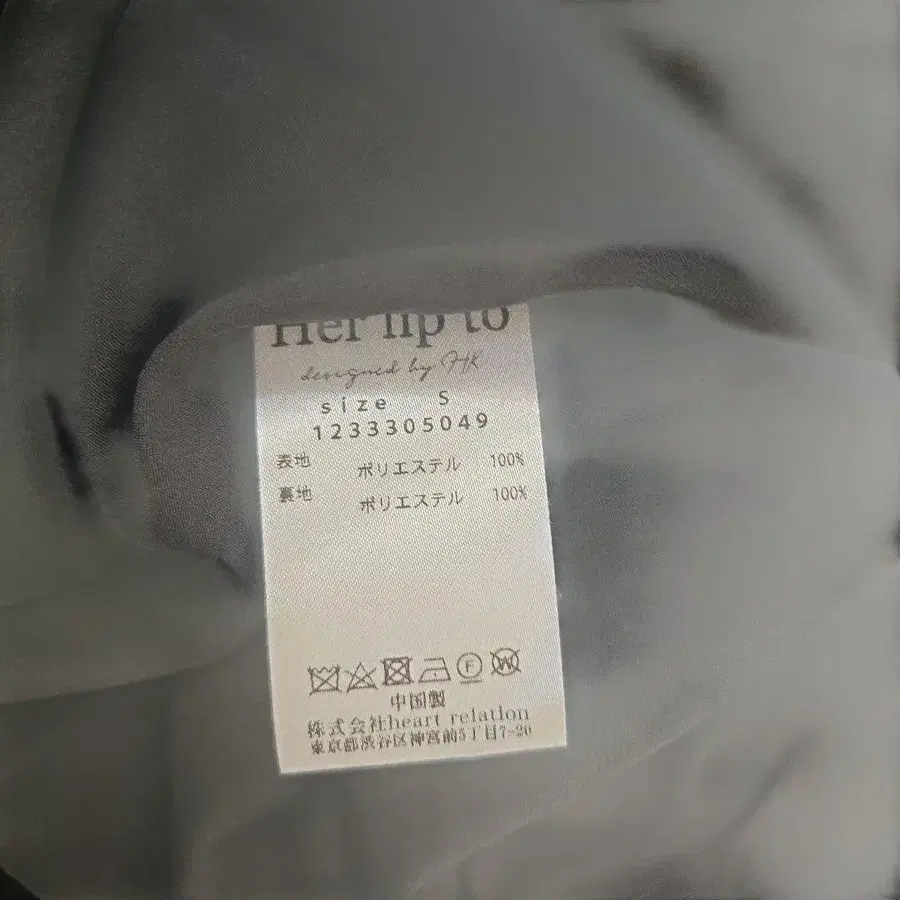 Her lip to
designed by HK
size S
1233305049
表地 ポリエステル 100%
裏地 ポリエステル 100%
F W
中国製
株式会社heart relation
東京都渋谷区神宮前5丁目7-20